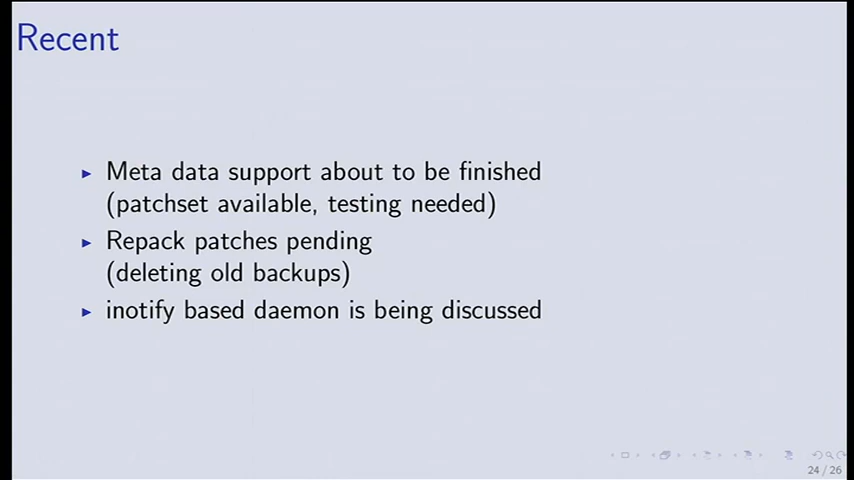 Recent
Meta data support about to be finished
(patchset available, testing needed)
Repack patches pending
(deleting old backups)
inotify based daemon is being discussed
24 / 26